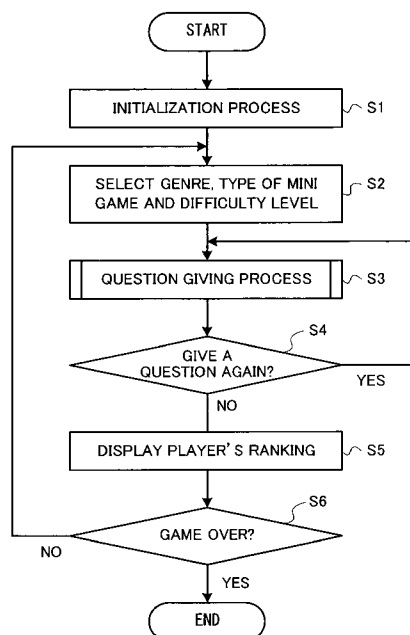 START
INITIALIZATION PROCESS
S1
SELECT GENRE, TYPE OF MINI
GAME AND DIFFICULTY LEVEL
S2
QUESTION GIVING PROCESS
S3
S4
GIVE A
QUESTION AGAIN?
YES
NO
DISPLAY PLAYER'S RANKING
S5
S6
GAME OVER?
NO
YES
END